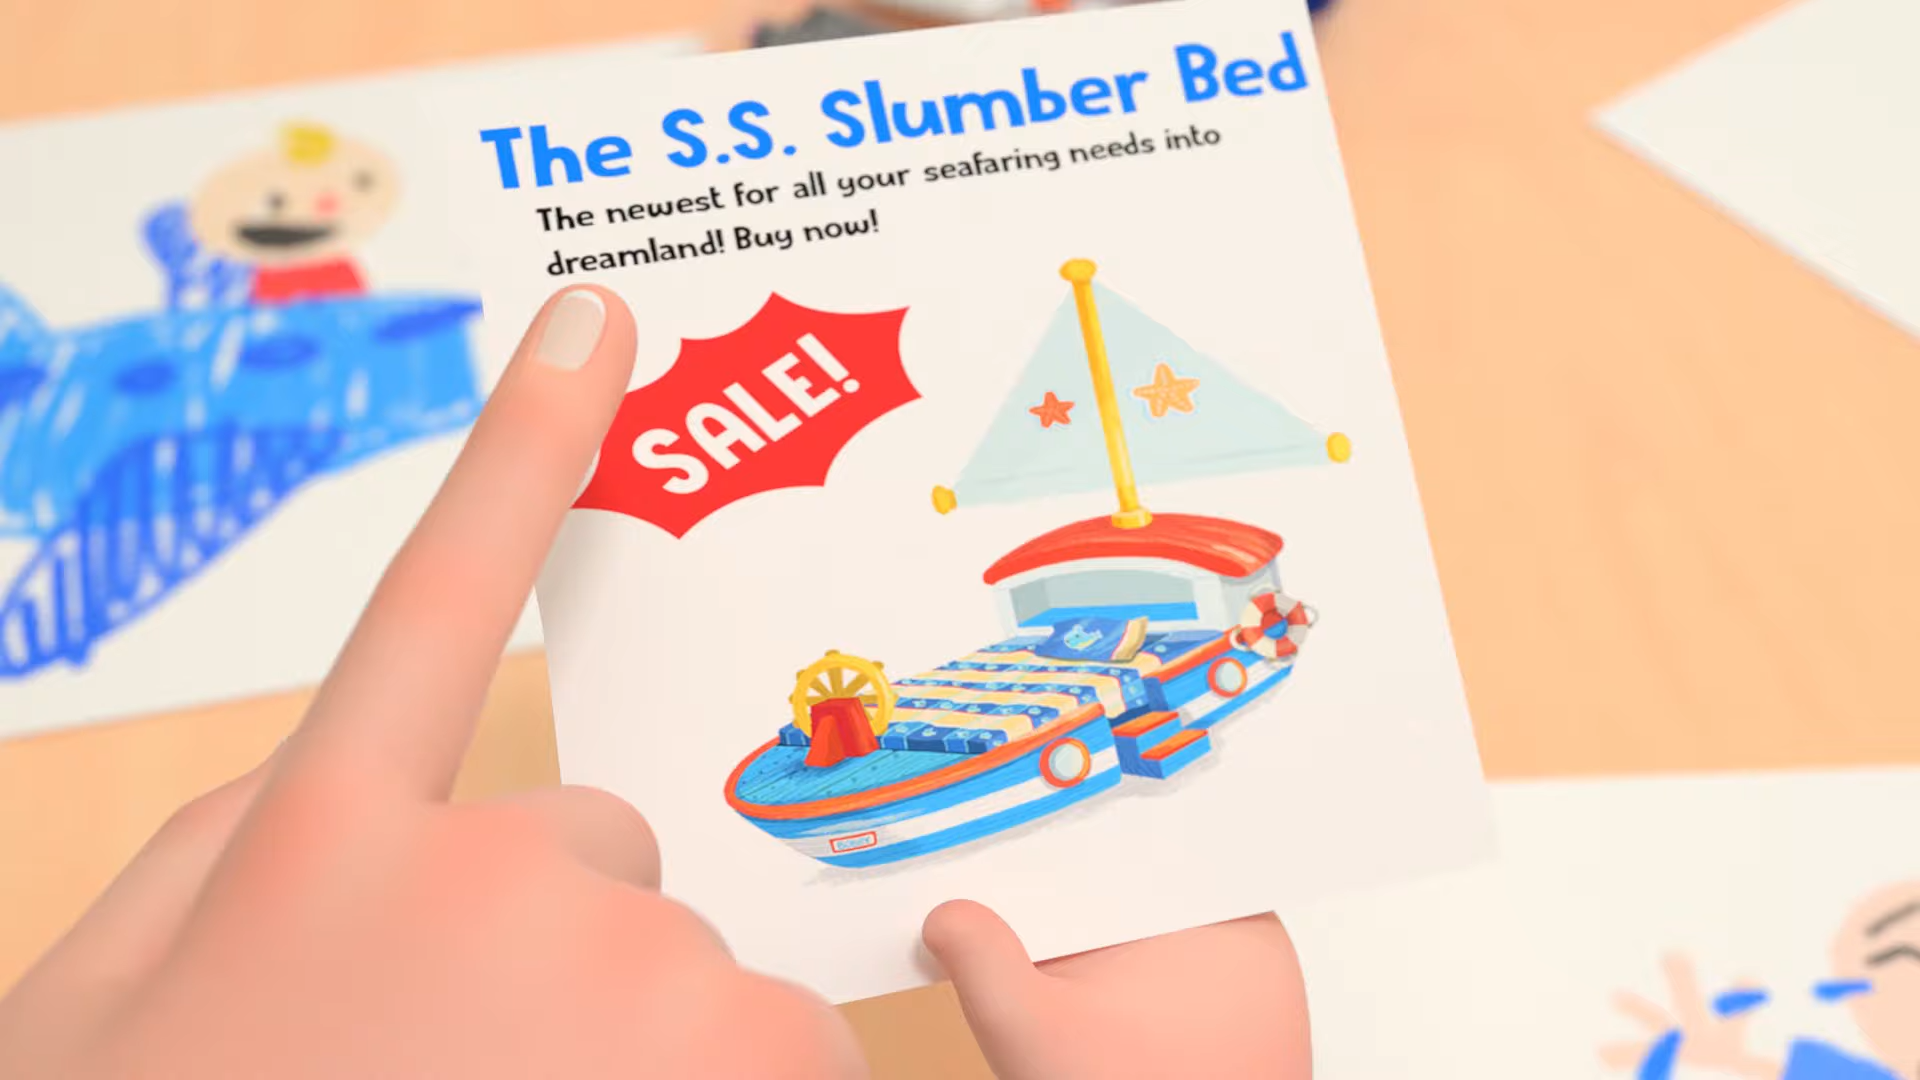 The S.S. Slumber Bed
The newest for all your seafaring needs into
dreamland! Buy now!
SALE!